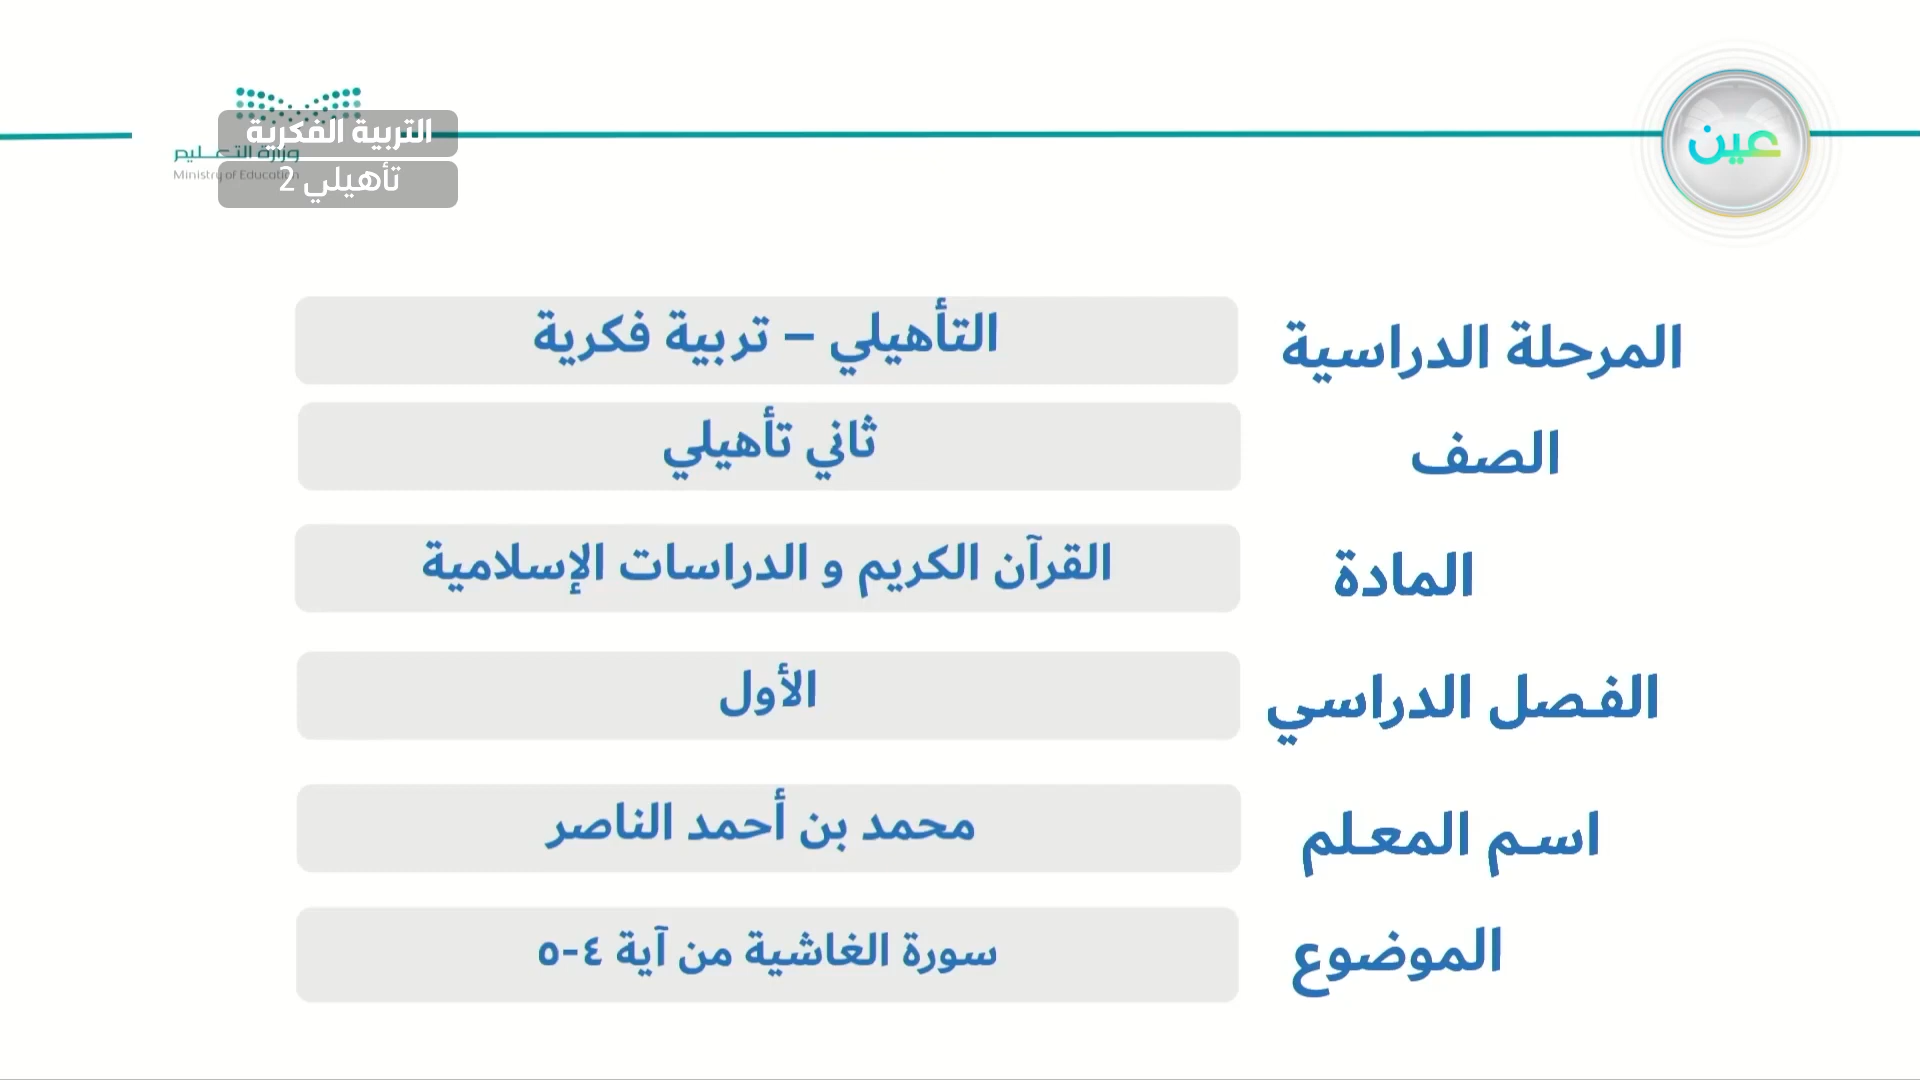 عين
وزارة التعليم
Ministry of Education
التربية الفكرية
تأهيلي 2
المرحلة الدراسية
التأهيلي – تربية فكرية
الصف
ثاني تأهيلي
المادة
القرآن الكريم و الدراسات الإسلامية
الفصل الدراسي
الأول
اسم المعلم
محمد بن أحمد الناصر
الموضوع
سورة الغاشية من آية ٤-٥